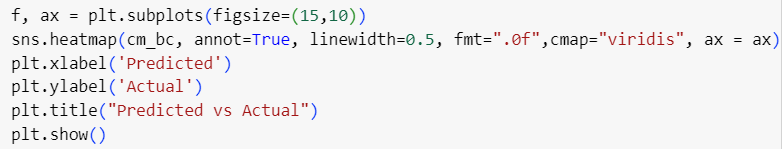 f, ax = plt.subplots(figsize=(15,10))
sns.heatmap(cm_bc, annot=True, linewidth=0.5, fmt=".0f",cmap="viridis", ax = ax)
plt.xlabel('Predicted')
plt.ylabel('Actual')
plt.title("Predicted vs Actual")
plt.show()